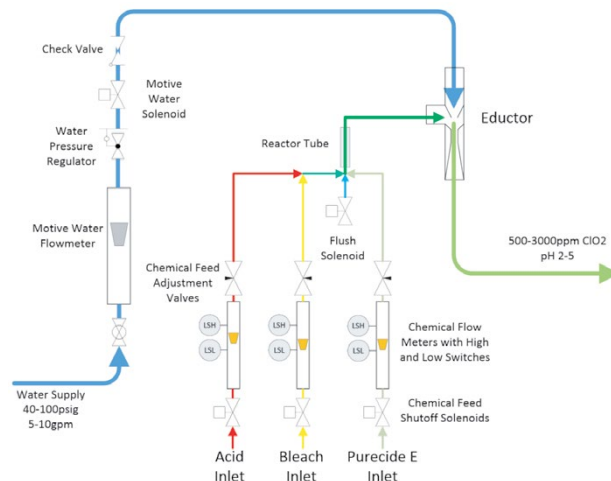 Check Valve
Motive
Water
Solenoid
Water
Pressure
Regulator
Motive Water
Flowmeter
Water Supply
40-100psig
5-10gpm
Eductor
Reactor Tube
Flush
Solenoid
500-3000ppm ClO2
pH 2-5
Chemical Feed
Adjustment
Valves
LSH
LSL
LSH
LSL
LSH
LSL
Chemical Flow
Meters with High
and Low Switches
Chemical Feed
Shutoff Solenoids
Acid
Inlet
Bleach
Inlet
Purecide E
Inlet